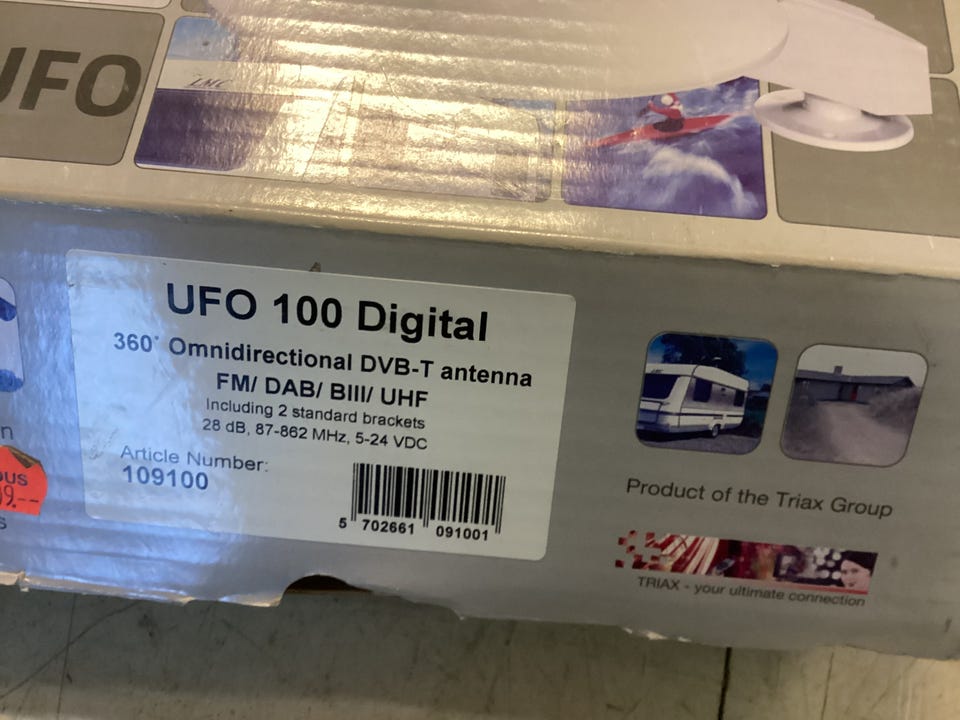 UFO
LMC
UFO 100 Digital
360° Omnidirectional DVB-T antenna
FM/ DAB/ BIII/ UHF
Including 2 standard brackets
28 dB, 87-862 MHz, 5-24 VDC
Article Number:
109100
5 702661 091001
n
9.--
s
Product of the Triax Group
TRIAX - your ultimate connection